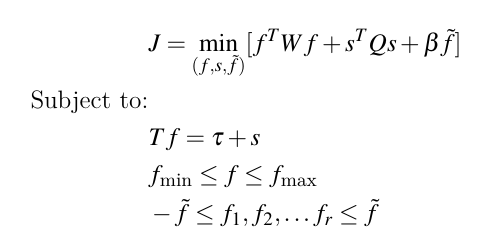 J = min_{(f,s,f̃)} [f^T W f + s^T Q s + β f̃]
Subject to:
T f = τ + s
f_min ≤ f ≤ f_max
− f̃ ≤ f_1, f_2, … f_r ≤ f̃